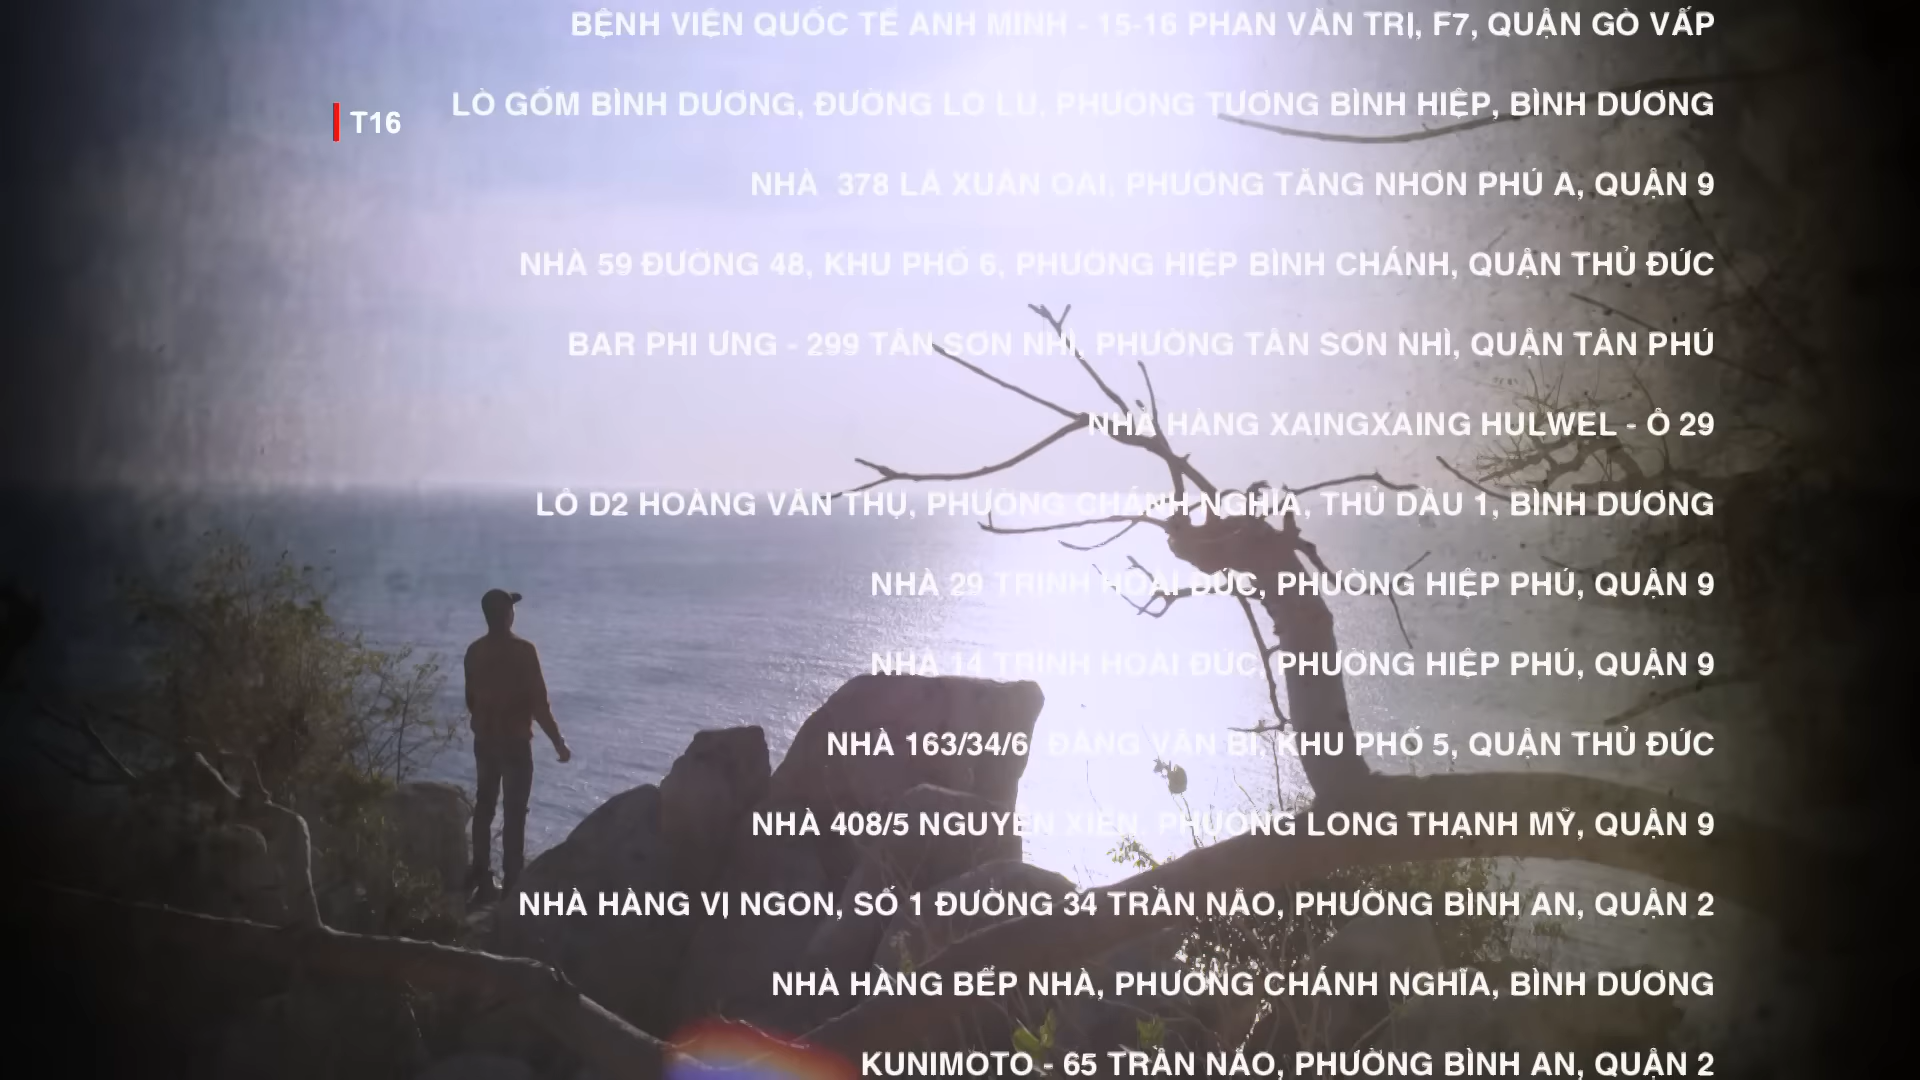 BỆNH VIỆN QUỐC TẾ ANH MINH - 15-16 PHAN VĂN TRỊ, F7, QUẬN GÒ VẤP
T16
LÒ GỐM BÌNH DƯƠNG, ĐƯỜNG LÒ LU, PHƯỜNG TƯƠNG BÌNH HIỆP, BÌNH DƯƠNG
NHÀ 378 LÃ XUÂN OAI, PHƯỜNG TĂNG NHƠN PHÚ A, QUẬN 9
NHÀ 59 ĐƯỜNG 48, KHU PHỐ 6, PHƯỜNG HIỆP BÌNH CHÁNH, QUẬN THỦ ĐỨC
BAR PHI ƯNG - 299 TÂN SƠN NHÌ, PHƯỜNG TÂN SƠN NHÌ, QUẬN TÂN PHÚ
NHÀ HÀNG XAINGXAING HULWEL - Ô 29
LÔ D2 HOÀNG VĂN THỤ, PHƯỜNG CHÁNH NGHĨA, THỦ DẦU 1, BÌNH DƯƠNG
NHÀ 29 TRỊNH HOÀI ĐỨC, PHƯỜNG HIỆP PHÚ, QUẬN 9
NHÀ 14 TRỊNH HOÀI ĐỨC, PHƯỜNG HIỆP PHÚ, QUẬN 9
NHÀ 163/34/6 ĐẶNG VĂN BI, KHU PHỐ 5, QUẬN THỦ ĐỨC
NHÀ 408/5 NGUYỄN XIỂN, PHƯỜNG LONG THẠNH MỸ, QUẬN 9
NHÀ HÀNG VỊ NGON, SỐ 1 ĐƯỜNG 34 TRẦN NÃO, PHƯỜNG BÌNH AN, QUẬN 2
NHÀ HÀNG BẾP NHÀ, PHƯỜNG CHÁNH NGHĨA, BÌNH DƯƠNG
KUNIMOTO - 65 TRẦN NÃO, PHƯỜNG BÌNH AN, QUẬN 2